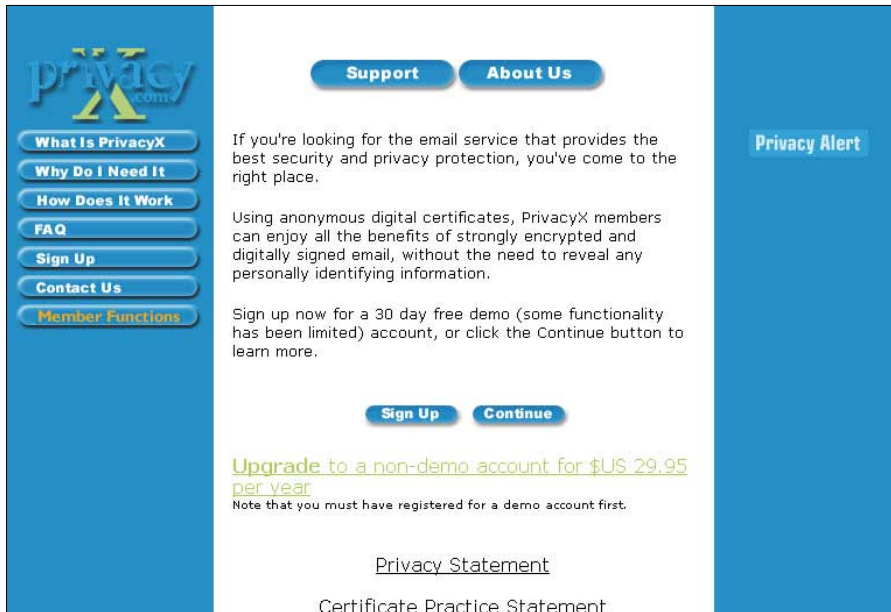 privacy
X
.com
What Is PrivacyX
Why Do I Need It
How Does It Work
FAQ
Sign Up
Contact Us
Member Functions
Support
About Us
If you're looking for the email service that provides the
best security and privacy protection, you've come to the
right place.
Using anonymous digital certificates, PrivacyX members
can enjoy all the benefits of strongly encrypted and
digitally signed email, without the need to reveal any
personally identifying information.
Sign up now for a 30 day free demo (some functionality
has been limited) account, or click the Continue button to
learn more.
Sign Up
Continue
Upgrade to a non-demo account for $US 29.95
per year
Note that you must have registered for a demo account first.
Privacy Statement
Certificate Practice Statement
Privacy Alert